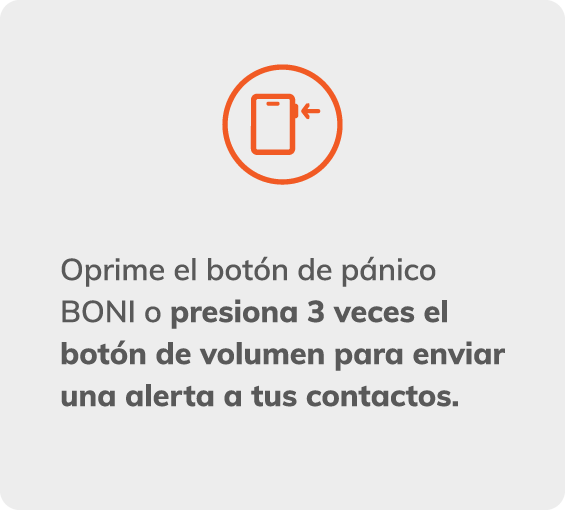 Oprime el botón de pánico
BONI o presiona 3 veces el
botón de volumen para enviar
una alerta a tus contactos.